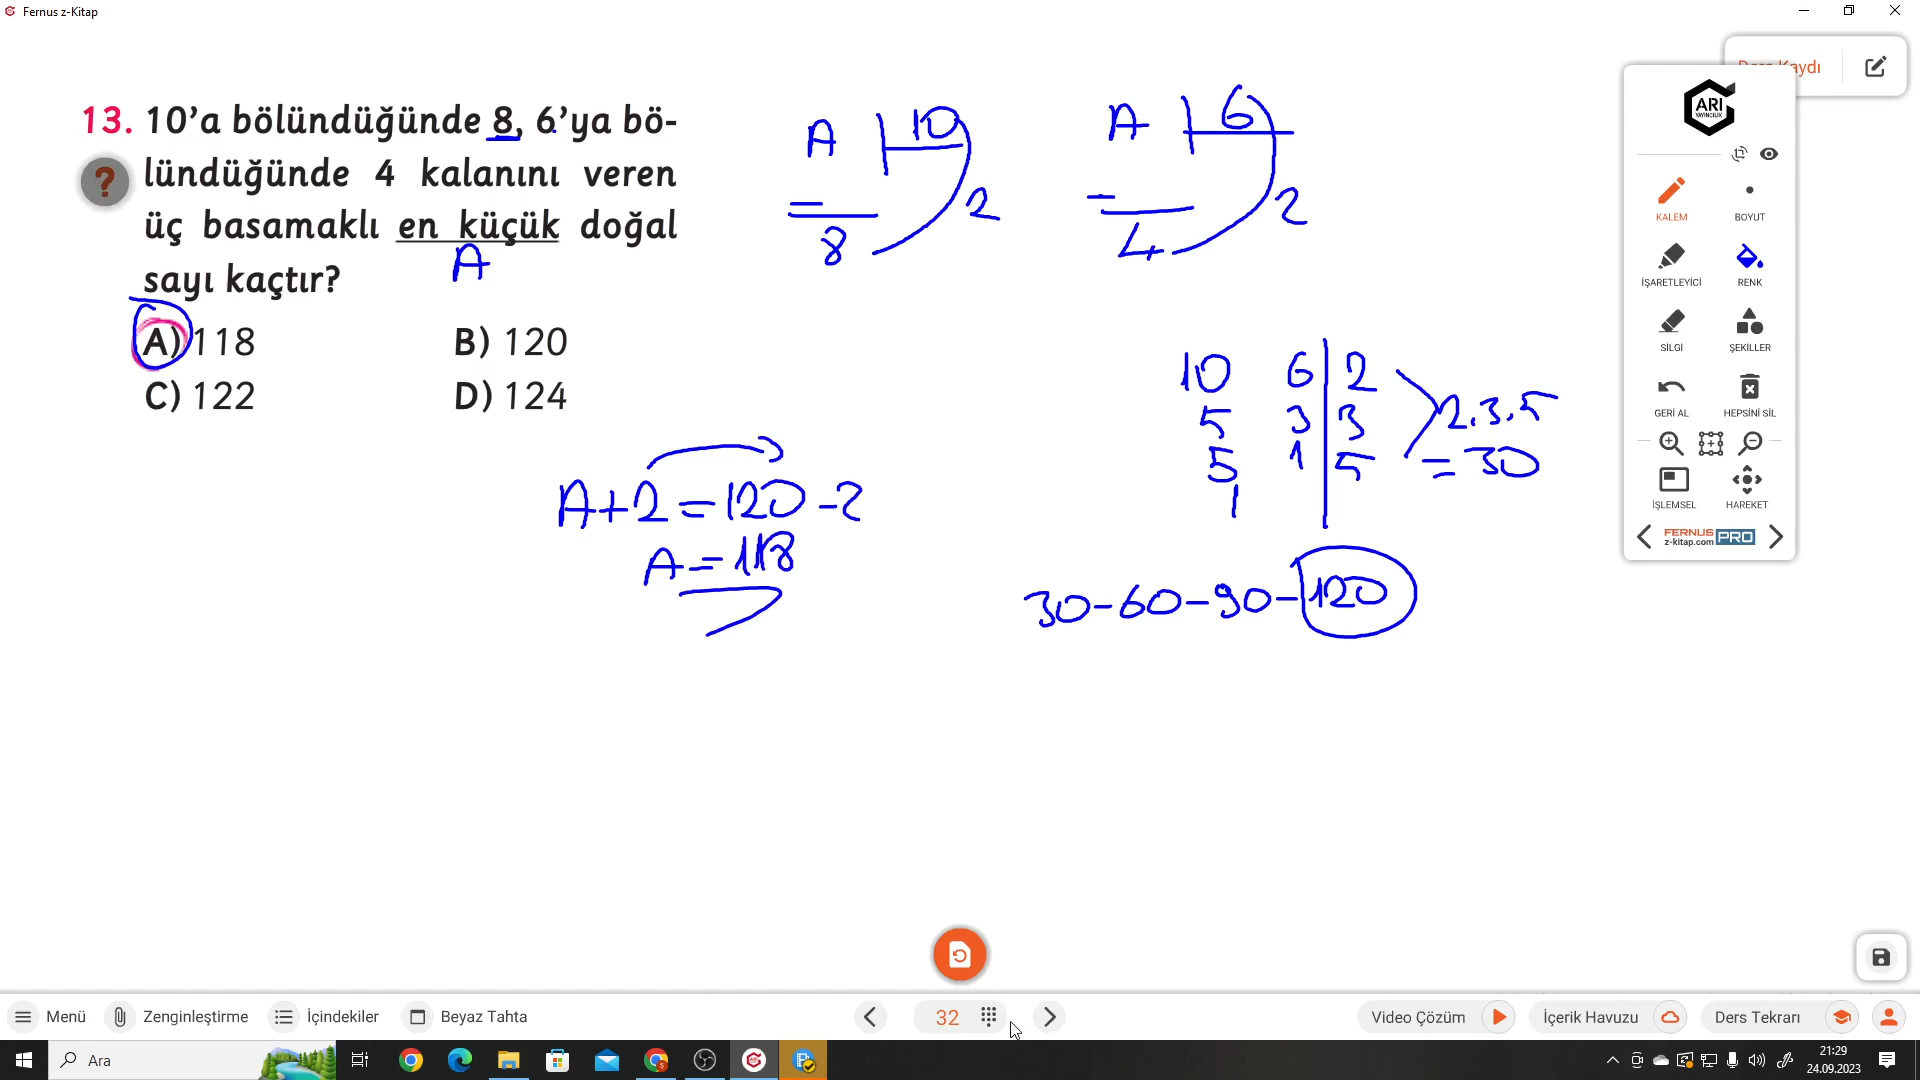 Fernus z-Kitap
Ders Kaydı
13. 10'a bölündüğünde 8, 6'ya bö-
lündüğünde 4 kalanını veren
üç basamaklı en küçük doğal
sayı kaçtır?
A
A) 118
B) 120
C) 122
D) 124
A 10
2
8
A 6
2
4
10 6 2
5 3 3
5 1 5
1
2.3.5
= 30
A+2=120-2
A=118
30-60-90-120
ARI
YAYINCILIK
KALEM
BOYUT
İŞARETLEYİCİ
RENK
SİLGİ
ŞEKİLLER
GERİ AL
HEPSİNİ SİL
İŞLEMSEL
HAREKET
FERNUS
z-kitap.com PRO
Menü
Zenginleştirme
İçindekiler
Beyaz Tahta
32
Video Çözüm
İçerik Havuzu
Ders Tekrarı
Ara
21:29
24.09.2023